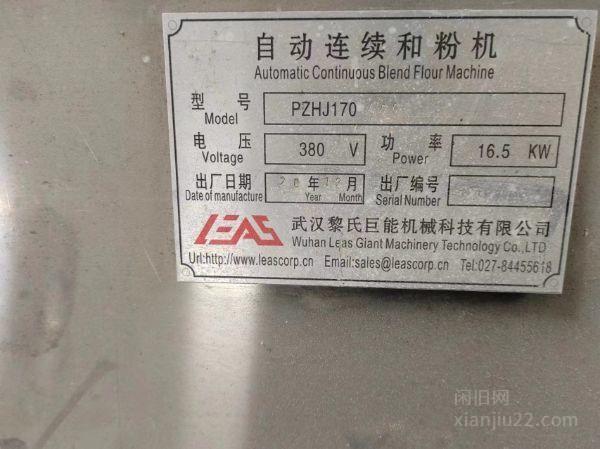 自动连续和粉机
Automatic Continuous Blend Flour Machine
型号 Model PZHJ170
电压 Voltage 380 V 功率 Power 16.5 KW
出厂日期 Date of manufacture 20 年 12 月 Year Month 出厂编号 Serial Number
LEAS 武汉黎氏巨能机械科技有限公司
Wuhan Leas Giant Machinery Technology Co.,LTD
Url:http://www.leascorp.cn Email:sales@leascorp.cn Tel:027-84455618
闲旧网
xianjiu22.com